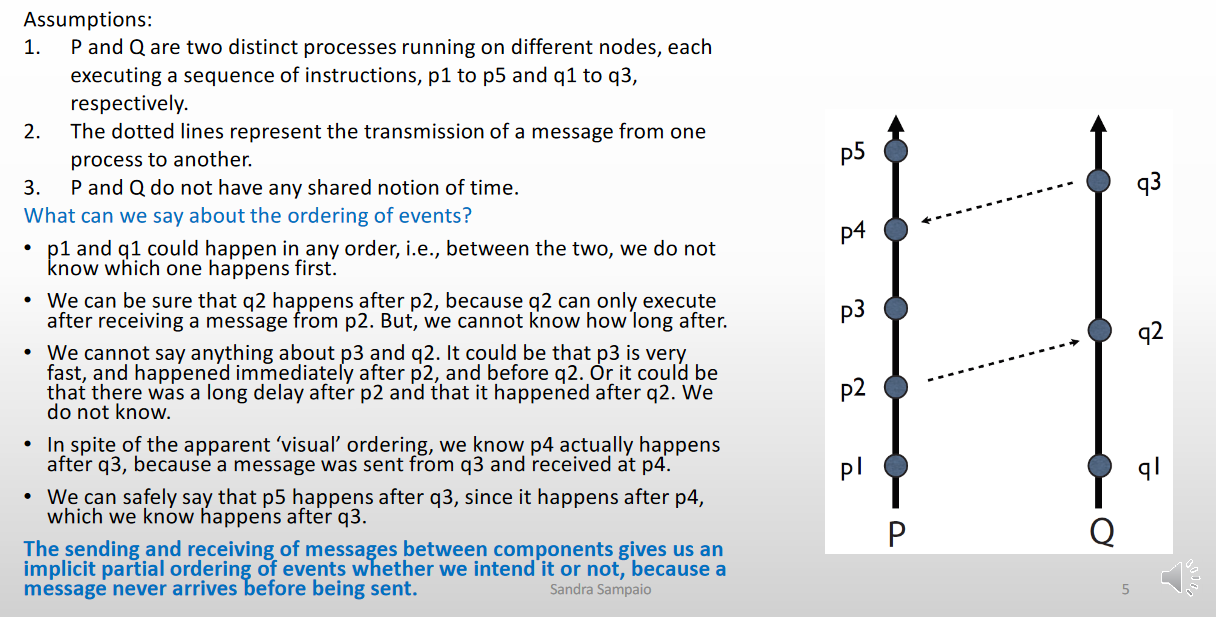 Assumptions:
1. P and Q are two distinct processes running on different nodes, each
executing a sequence of instructions, p1 to p5 and q1 to q3,
respectively.
2. The dotted lines represent the transmission of a message from one
process to another.
3. P and Q do not have any shared notion of time.
What can we say about the ordering of events?
• p1 and q1 could happen in any order, i.e., between the two, we do not
know which one happens first.
• We can be sure that q2 happens after p2, because q2 can only execute
after receiving a message from p2. But, we cannot know how long after.
• We cannot say anything about p3 and q2. It could be that p3 is very
fast, and happened immediately after p2, and before q2. Or it could be
that there was a long delay after p2 and that it happened after q2. We
do not know.
• In spite of the apparent ‘visual’ ordering, we know p4 actually happens
after q3, because a message was sent from q3 and received at p4.
• We can safely say that p5 happens after q3, since it happens after p4,
which we know happens after q3.
The sending and receiving of messages between components gives us an
implicit partial ordering of events whether we intend it or not, because a
message never arrives before being sent.
p5
q3
p4
p3
q2
p2
p1
q1
P
Q
Sandra Sampaio
5